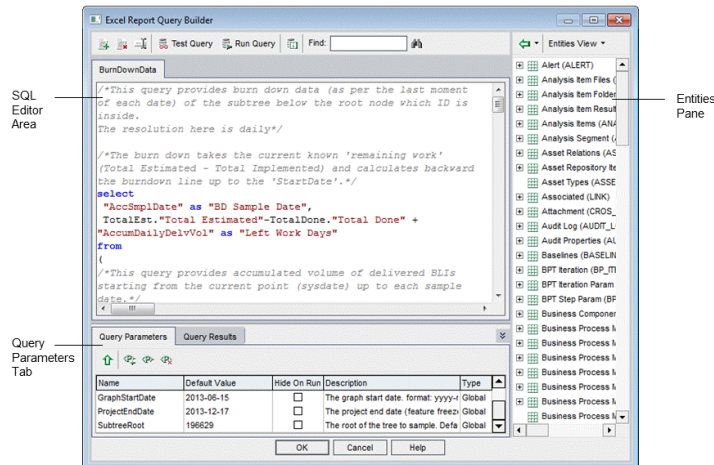 Excel Report Query Builder
Test Query Run Query Find: Entities View
BurnDownData
SQL
Editor
Area
/*This query provides burn down data (as per the last moment
of each date) of the subtree below the root node which ID is
inside.
The resolution here is daily*/
/*The burn down takes the current known 'remaining work'
(Total Estimated - Total Implemented) and calculates backward
the burndown line up to the 'StartDate'.*/
select
"AccSmplDate" as "BD Sample Date",
TotalEst."Total Estimated"-TotalDone."Total Done" +
"AccumDailyDelvVol" as "Left Work Days"
from
(
/*This query provides accumulated volume of delivered BLIs
starting from the current point (sysdate) up to each sample
date.*/
Entities
Pane
Alert (ALERT)
Analysis Item Files (
Analysis Item Folder
Analysis Item Result
Analysis Items (ANA
Analysis Segment (
Asset Relations (AS
Asset Repository Ite
Asset Types (ASSE
Associated (LINK)
Attachment (CROS_
Audit Log (AUDIT_L
Audit Properties (AU
Baselines (BASELIN
BPT Iteration (BP_IT
BPT Iteration Param
BPT Step Param (BP
Business Componer
Business Process M
Business Process M
Business Process M
Business Process M
Business Process M
Business Process M
Query
Parameters
Tab
Query Parameters Query Results
Name Default Value Hide On Run Description Type
GraphStartDate 2013-06-15 The graph start date. format: yyyy-r Global
ProjectEndDate 2013-12-17 The project end date (feature freeze Global
SubtreeRoot 196629 The root of the tree to sample. Defa Global
OK Cancel Help